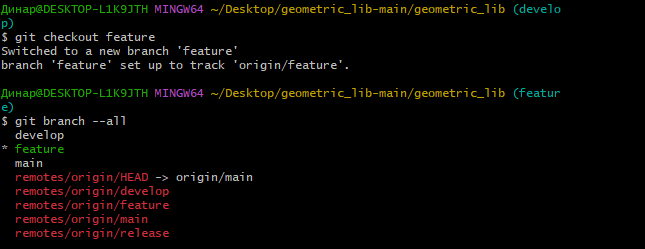 Динар@DESKTOP-L1K9JTH MINGW64 ~/Desktop/geometric_lib-main/geometric_lib (develo
p)
$ git checkout feature
Switched to a new branch 'feature'
branch 'feature' set up to track 'origin/feature'.
Динар@DESKTOP-L1K9JTH MINGW64 ~/Desktop/geometric_lib-main/geometric_lib (featur
e)
$ git branch --all
  develop
* feature
  main
  remotes/origin/HEAD -> origin/main
  remotes/origin/develop
  remotes/origin/feature
  remotes/origin/main
  remotes/origin/release